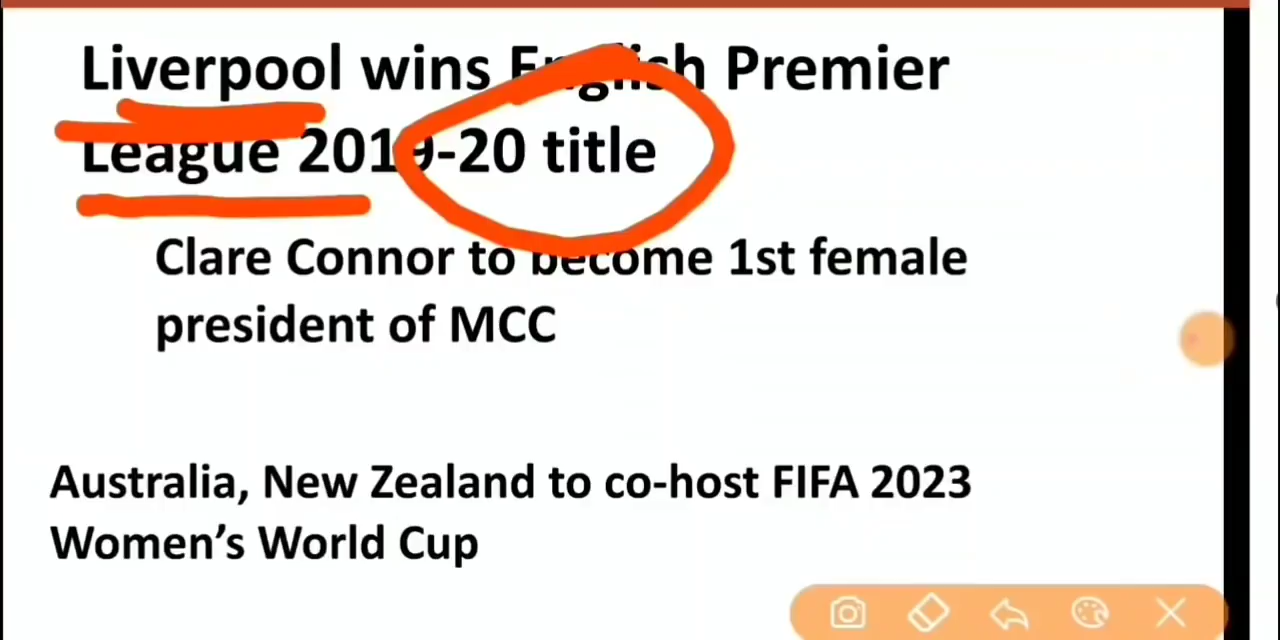 Liverpool wins English Premier
League 2019-20 title
Clare Connor to become 1st female
president of MCC
Australia, New Zealand to co-host FIFA 2023
Women’s World Cup